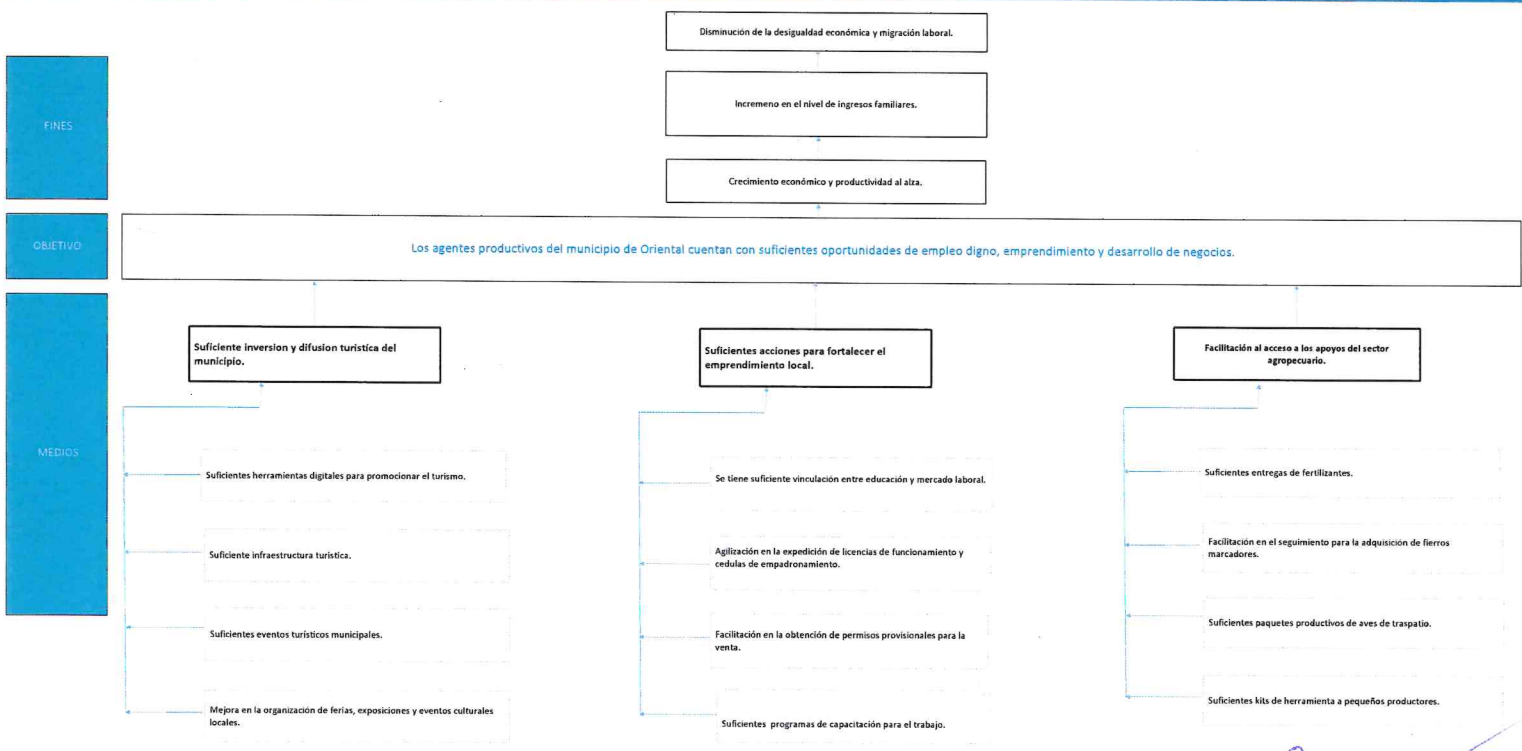 Disminución de la desigualdad económica y migración laboral.
FINES
Incremeno en el nivel de ingresos familiares.
Crecimiento económico y productividad al alza.
OBJETIVO
Los agentes productivos del municipio de Oriental cuentan con suficientes oportunidades de empleo digno, emprendimiento y desarrollo de negocios.
MEDIOS
Suficiente inversion y difusion turistíca del
municipio.
Suficientes herramientas digitales para promocionar el turismo.
Suficiente infraestructura turística.
Suficientes eventos turísticos municipales.
Mejora en la organización de ferias, exposiciones y eventos culturales
locales.
Suficientes acciones para fortalecer el
emprendimiento local.
Se tiene suficiente vinculación entre educación y mercado laboral.
Agilización en la expedición de licencias de funcionamiento y
cedulas de empadronamiento.
Facilitación en la obtención de permisos provisionales para la
venta.
Suficientes programas de capacitación para el trabajo.
Facilitación al acceso a los apoyos del sector
agropecuario.
Suficientes entregas de fertilizantes.
Facilitación en el seguimiento para la adquisición de fierros
marcadores.
Suficientes paquetes productivos de aves de traspatio.
Suficientes kits de herramienta a pequeños productores.